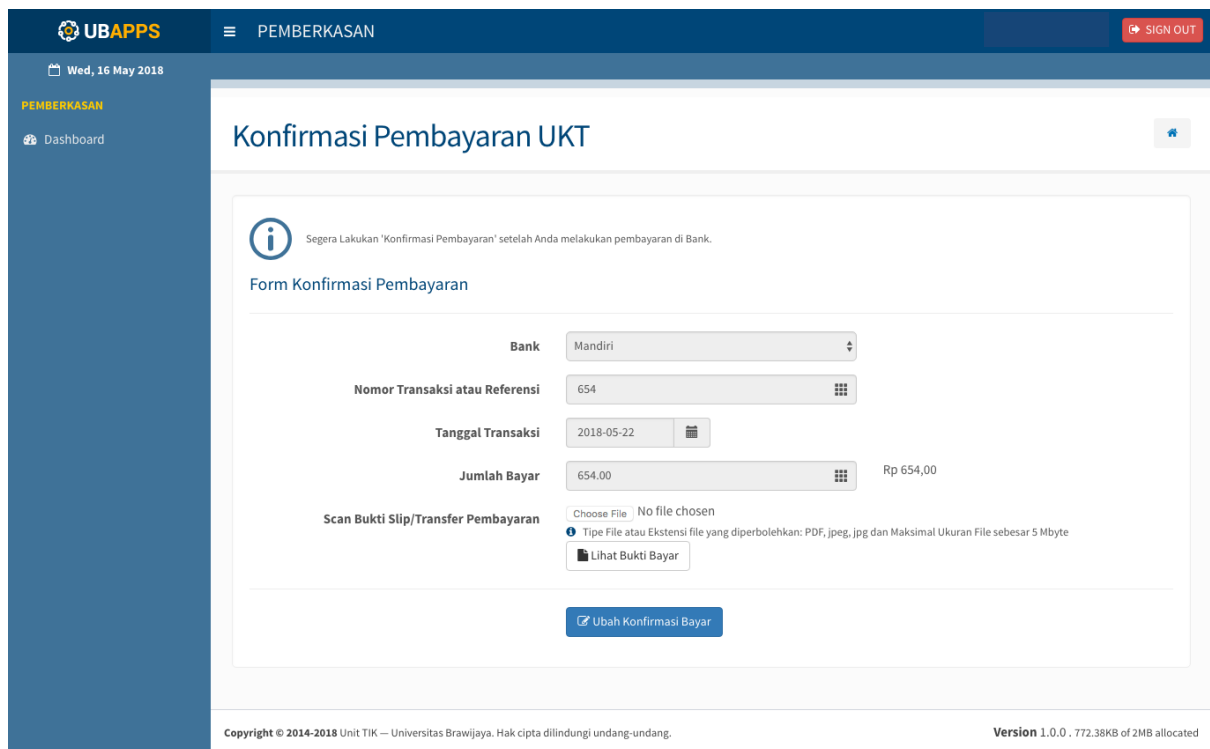 UBAPPS
PEMBERKASAN
SIGN OUT
Wed, 16 May 2018
PEMBERKASAN
Dashboard
Konfirmasi Pembayaran UKT
Segera Lakukan 'Konfirmasi Pembayaran' setelah Anda melakukan pembayaran di Bank.
Form Konfirmasi Pembayaran
Bank Mandiri
Nomor Transaksi atau Referensi 654
Tanggal Transaksi 2018-05-22
Jumlah Bayar 654.00 Rp 654,00
Scan Bukti Slip/Transfer Pembayaran Choose File No file chosen
Tipe File atau Ekstensi file yang diperbolehkan: PDF, jpeg, jpg dan Maksimal Ukuran File sebesar 5 Mbyte
Lihat Bukti Bayar
Ubah Konfirmasi Bayar
Copyright © 2014-2018 Unit TIK — Universitas Brawijaya. Hak cipta dilindungi undang-undang. Version 1.0.0 . 772.38KB of 2MB allocated